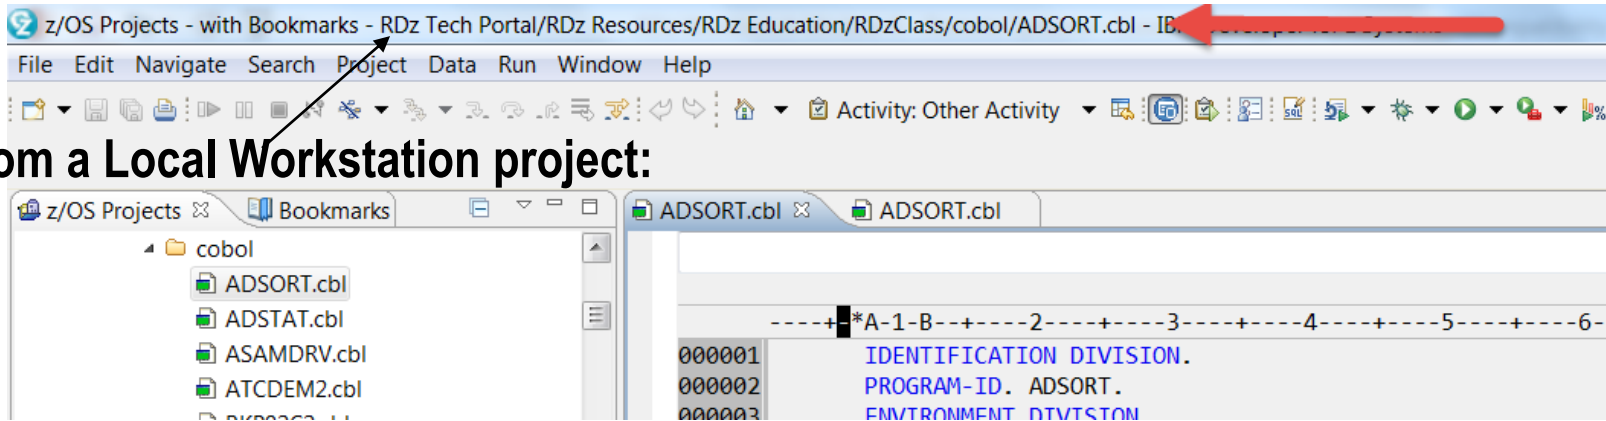 z/OS Projects - with Bookmarks - RDz Tech Portal/RDz Resources/RDz Education/RDzClass/cobol/ADSORT.cbl -
File Edit Navigate Search Project Data Run Window Help
Activity: Other Activity
om a Local Workstation project:
z/OS Projects Bookmarks ADSORT.cbl ADSORT.cbl
cobol
ADSORT.cbl
ADSTAT.cbl
ASAMDRV.cbl
ATCDEM2.cbl
----+-*A-1-B--+----2----+----3----+----4----+----5----+----6-
000001 IDENTIFICATION DIVISION.
000002 PROGRAM-ID. ADSORT.
000003 ENVIRONMENT DIVISION